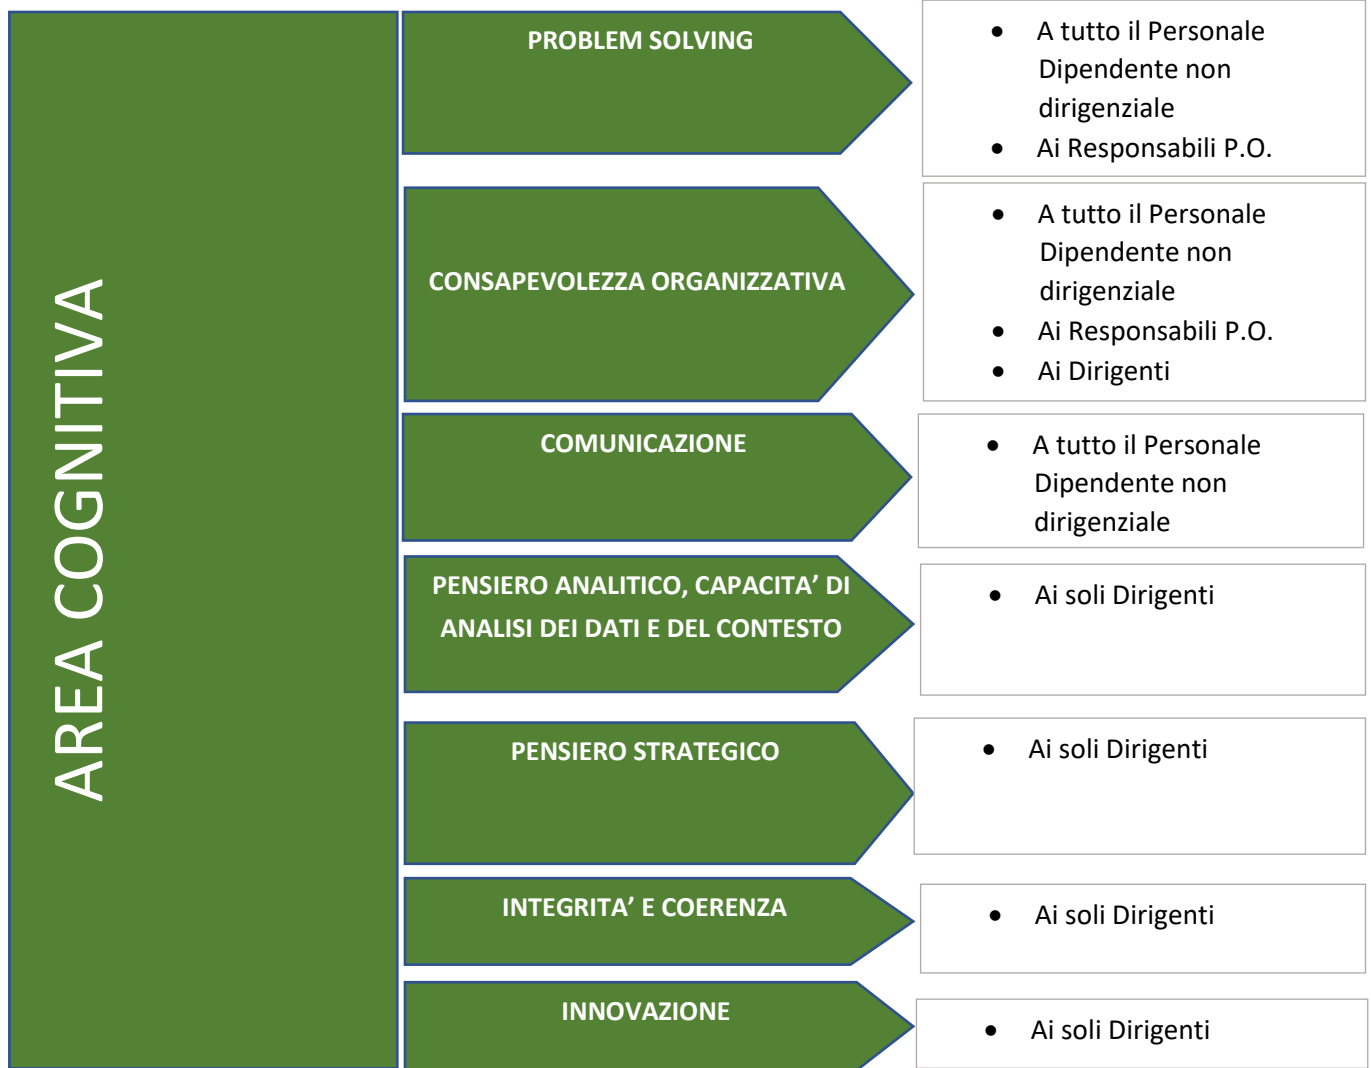 AREA COGNITIVA
PROBLEM SOLVING
• A tutto il Personale
Dipendente non
dirigenziale
• Ai Responsabili P.O.
CONSAPEVOLEZZA ORGANIZZATIVA
• A tutto il Personale
Dipendente non
dirigenziale
• Ai Responsabili P.O.
• Ai Dirigenti
COMUNICAZIONE
• A tutto il Personale
Dipendente non
dirigenziale
PENSIERO ANALITICO, CAPACITA’ DI
ANALISI DEI DATI E DEL CONTESTO
• Ai soli Dirigenti
PENSIERO STRATEGICO
• Ai soli Dirigenti
INTEGRITA’ E COERENZA
• Ai soli Dirigenti
INNOVAZIONE
• Ai soli Dirigenti